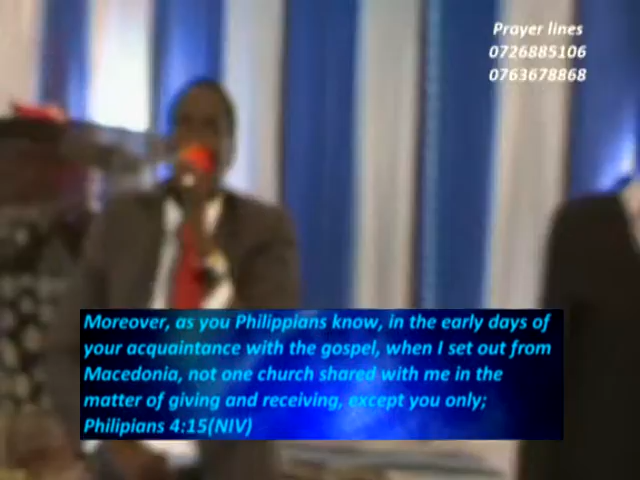 Prayer lines
0726885106
0763678868
Moreover, as you Philippians know, in the early days of
your acquaintance with the gospel, when I set out from
Macedonia, not one church shared with me in the
matter of giving and receiving, except you only;
Philipians 4:15(NIV)